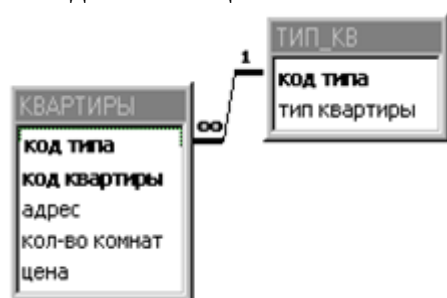 ТИП_КВ
1
код типа
тип квартиры
КВАРТИРЫ
∞
код типа
код квартиры
адрес
кол-во комнат
цена